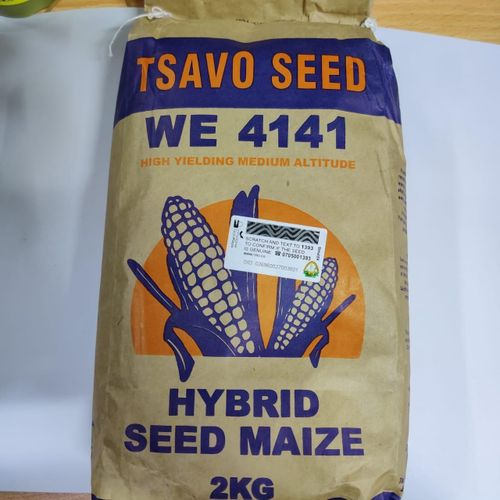 TSAVO SEED
WE 4141
HIGH YIELDING MEDIUM ALTITUDE
SCRATCH AND TEXT TO 1393
TO CONFIRM IF THE SEED
IS GENUINE. ☎ 0709001393
HYBRID
SEED MAIZE
2KG